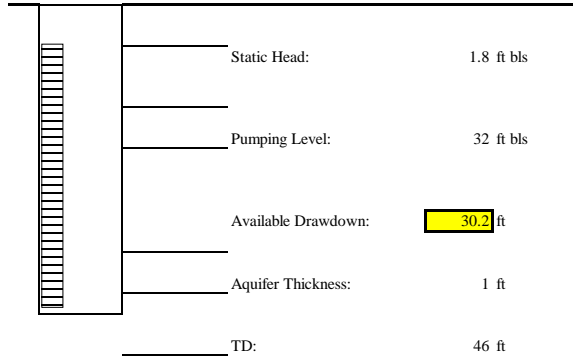 Static Head: 1.8 ft bls
Pumping Level: 32 ft bls
Available Drawdown: 30.2 ft
Aquifer Thickness: 1 ft
TD: 46 ft